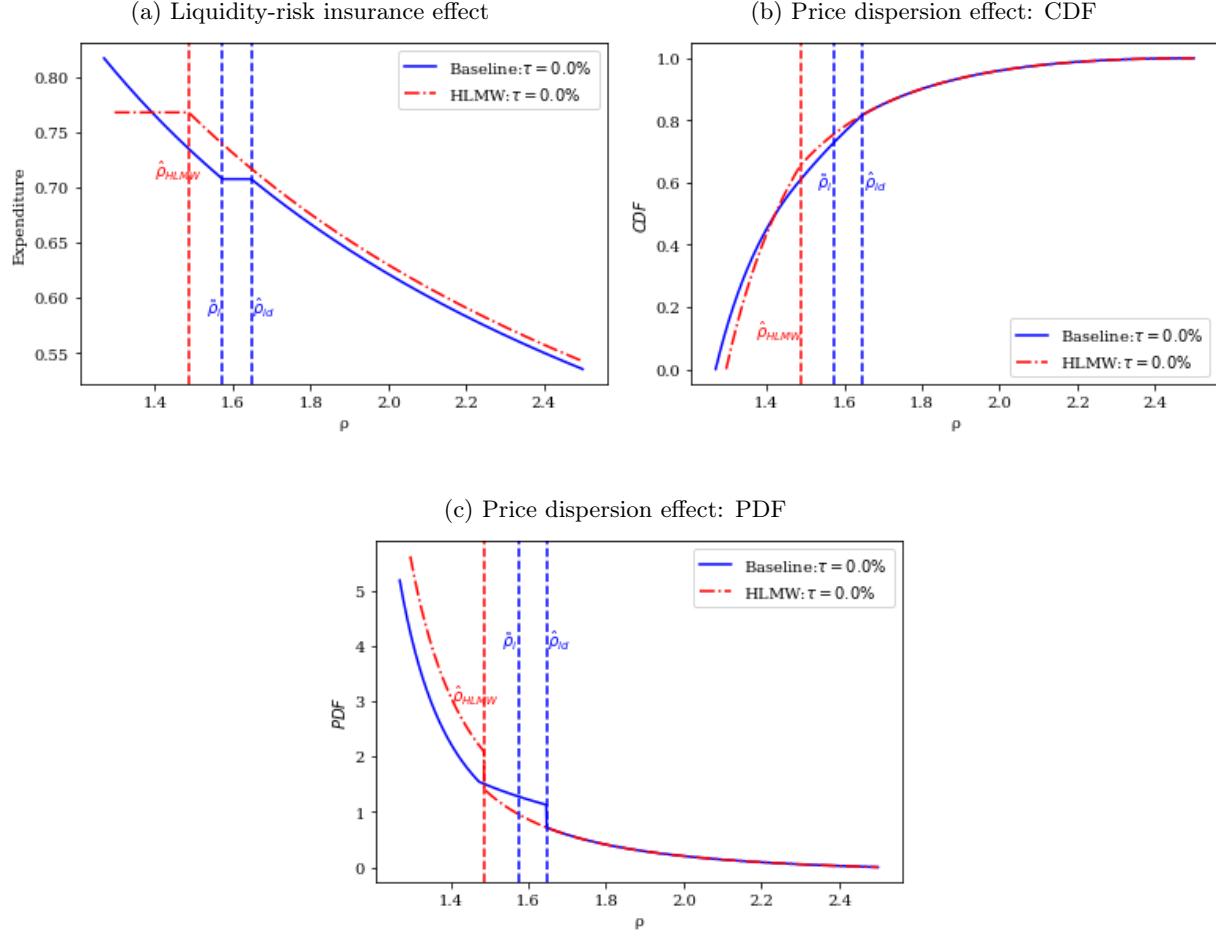 (a) Liquidity-risk insurance effect
Baseline:τ = 0.0%
HLMW:τ = 0.0%
Expenditure
0.80
0.75
0.70
0.65
0.60
0.55
ρ̂HLMW
ρ̃i
ρ̂id
1.4 1.6 1.8 2.0 2.2 2.4
ρ
(b) Price dispersion effect: CDF
Baseline:τ = 0.0%
HLMW:τ = 0.0%
CDF
1.0
0.8
0.6
0.4
0.2
0.0
ρ̃i
ρ̂id
ρ̂HLMW
1.4 1.6 1.8 2.0 2.2 2.4
ρ
(c) Price dispersion effect: PDF
Baseline:τ = 0.0%
HLMW:τ = 0.0%
PDF
5
4
3
2
1
0
ρ̃i
ρ̂id
ρ̂HLMW
1.4 1.6 1.8 2.0 2.2 2.4
ρ